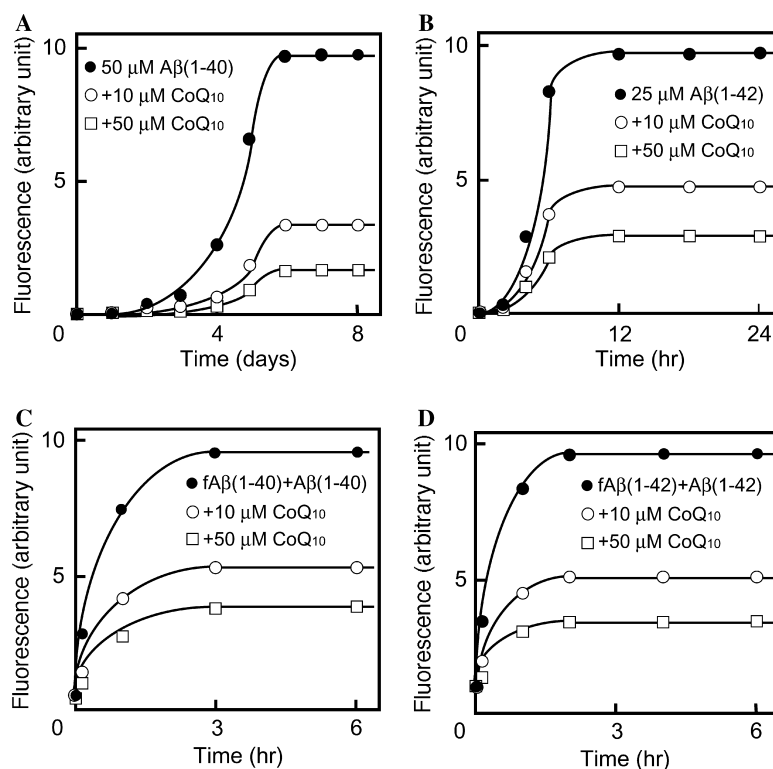 A
Fluorescence (arbitrary unit)
10
5
0
50 μM Aβ(1-40)
+10 μM CoQ₁₀
+50 μM CoQ₁₀
4
8
Time (days)
B
Fluorescence (arbitrary unit)
10
5
0
25 μM Aβ(1-42)
+10 μM CoQ₁₀
+50 μM CoQ₁₀
12
24
Time (hr)
C
Fluorescence (arbitrary unit)
10
5
0
fAβ(1-40)+Aβ(1-40)
+10 μM CoQ₁₀
+50 μM CoQ₁₀
3
6
Time (hr)
D
Fluorescence (arbitrary unit)
10
5
0
fAβ(1-42)+Aβ(1-42)
+10 μM CoQ₁₀
+50 μM CoQ₁₀
3
6
Time (hr)